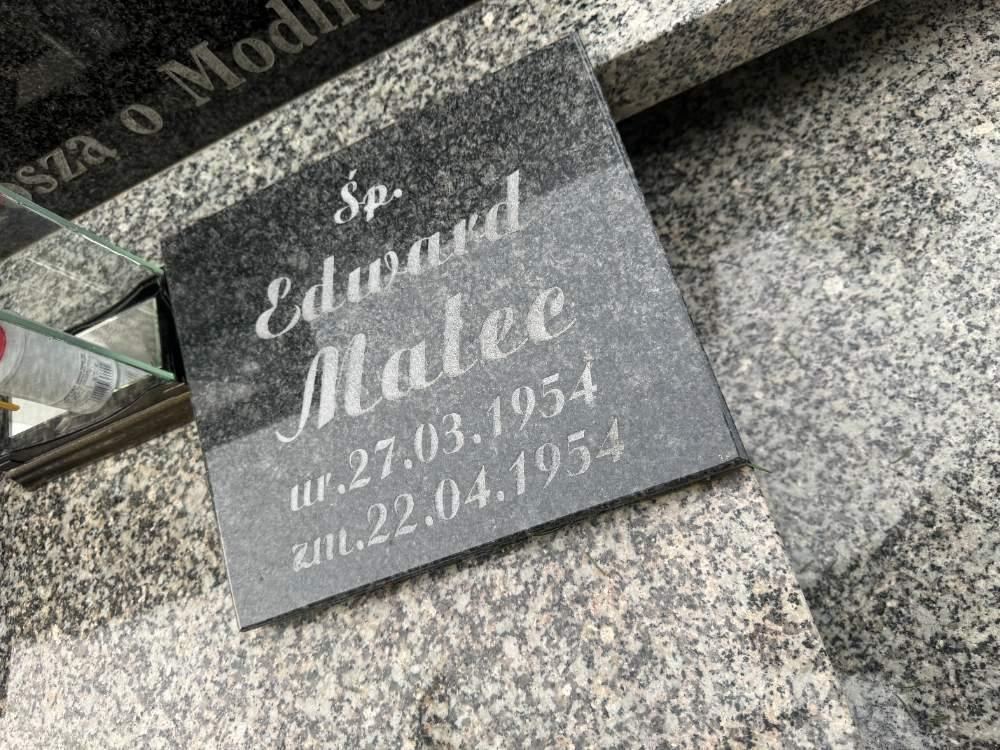 o
Śp.
Edward
Malec
ur.27.03.1954
zm.22.04.1954